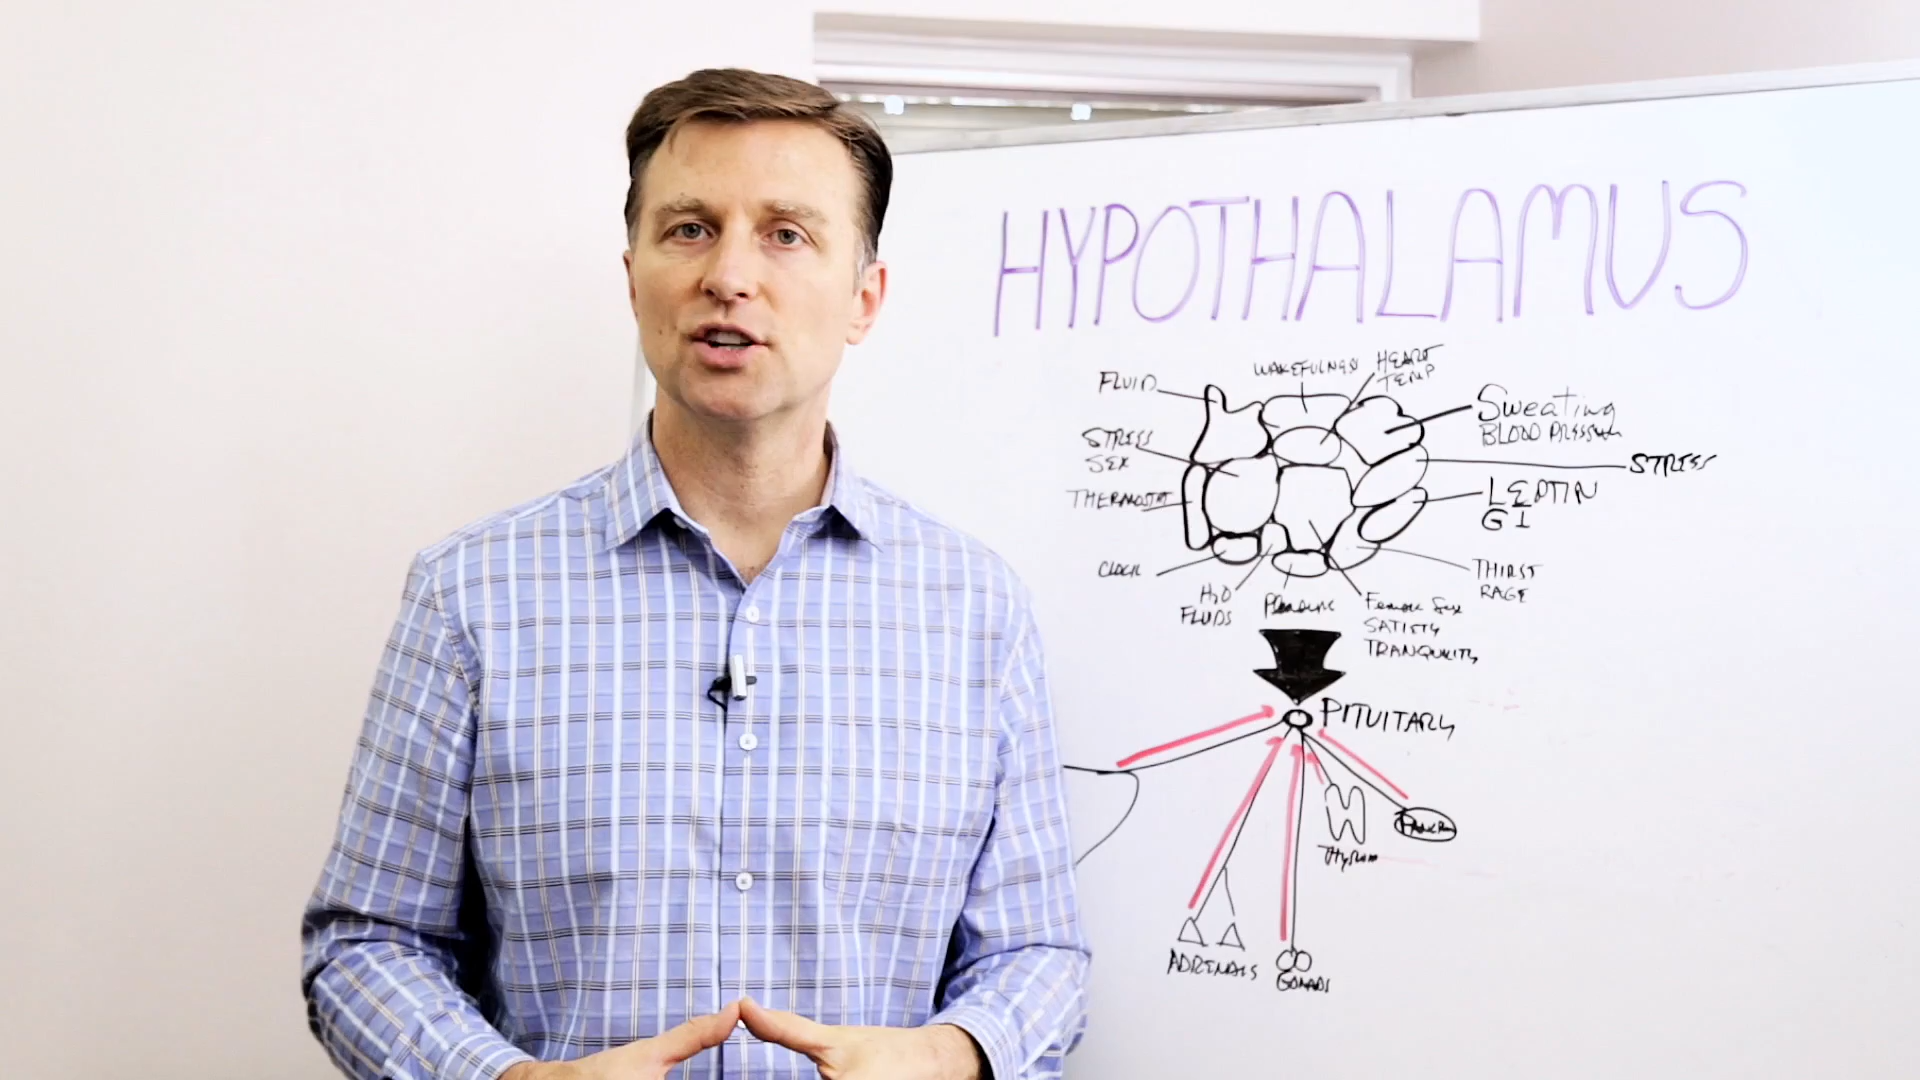 HYPOTHALAMUS
WAKEFULNESS
HEART
TEMP
FLUID
Sweating
BLOOD PRESSURE
STRESS
SEX
STRESS
THERMOSTAT
LEPTIN
GI
CLOCK
THIRST
RAGE
H2O
FLUIDS
Female Sex
SATIETY
TRANQUILITY
PITUITARY
Thyroid
ADRENALS
GONADS